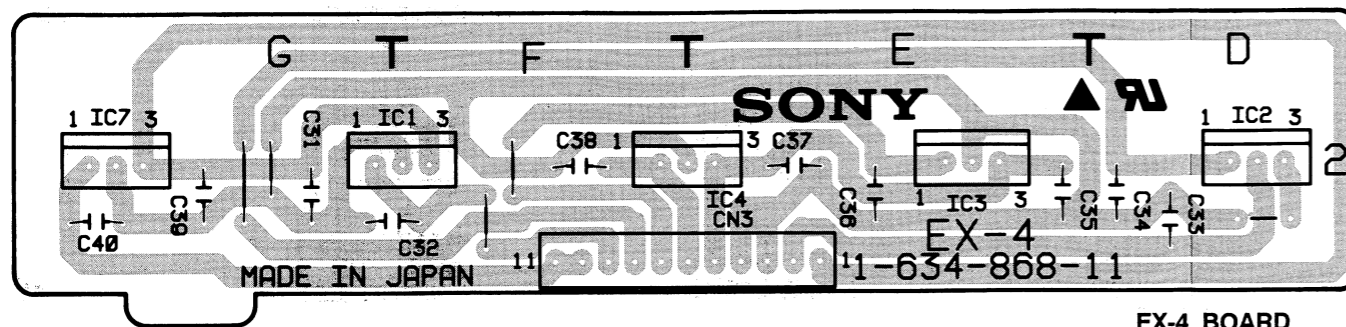 G T F T E T D
SONY
1 IC7 3
C31
1 IC1 3
C38
1
3
C37
1 IC2 3
2
C39
C40
C32
IC4
CN3
C38
1 IC3 3
C35
C34
C33
EX-4
11
1
1-634-868-11
MADE IN JAPAN
EX-4 BOARD